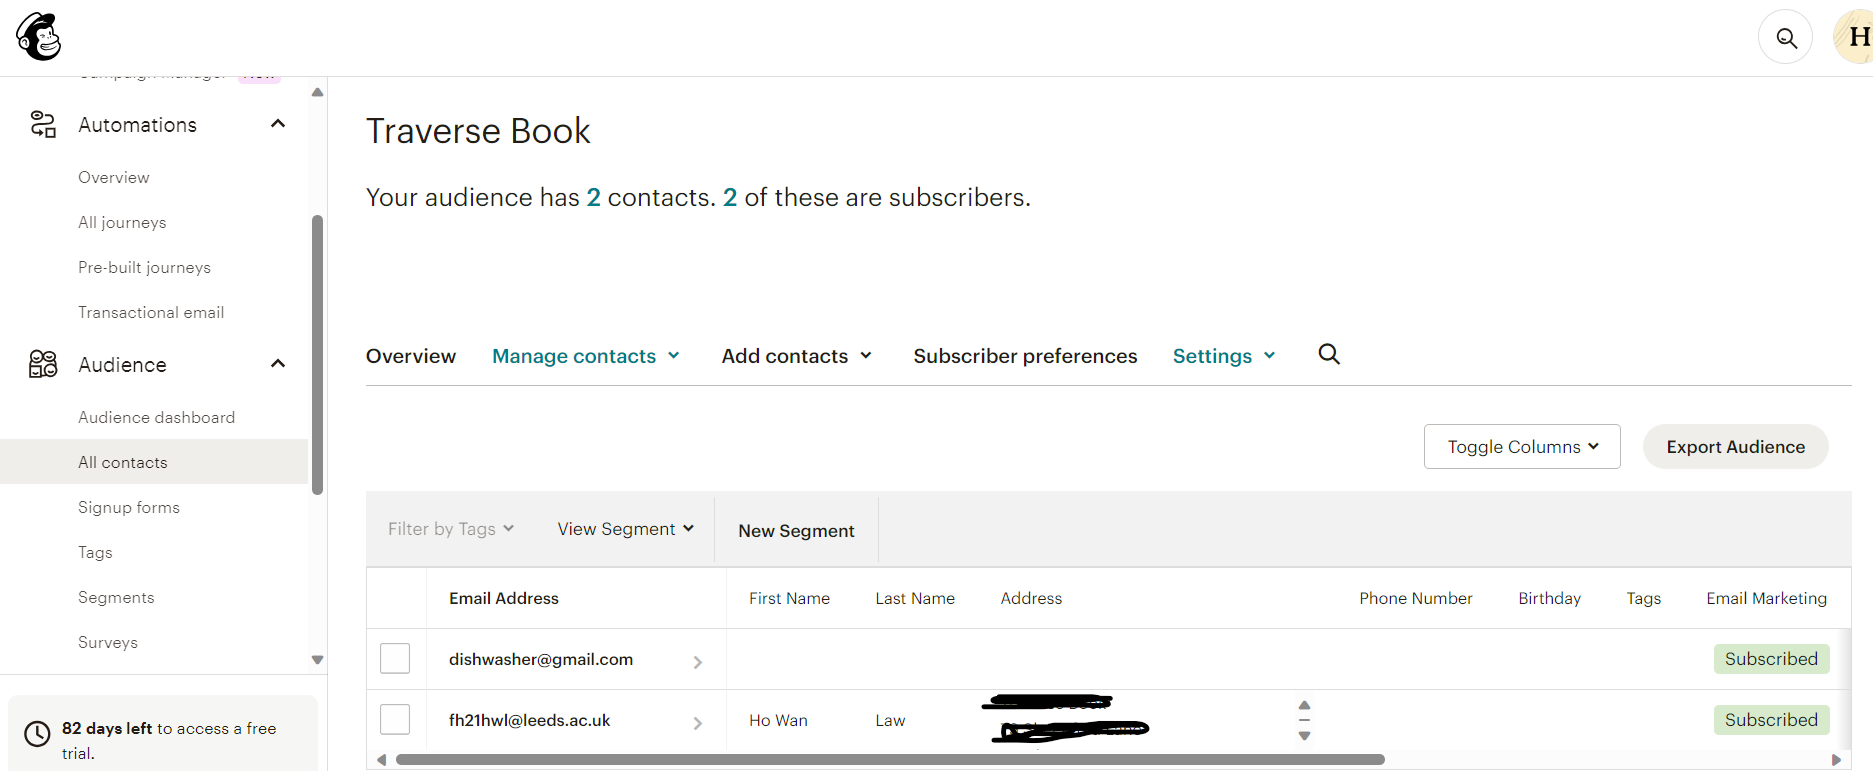 H
New
Automations
Overview
All journeys
Pre-built journeys
Transactional email
Audience
Audience dashboard
All contacts
Signup forms
Tags
Segments
Surveys
82 days left to access a free
trial.
Traverse Book
Your audience has 2 contacts. 2 of these are subscribers.
Overview Manage contacts Add contacts Subscriber preferences Settings
Toggle Columns Export Audience
Filter by Tags View Segment New Segment
Email Address First Name Last Name Address Phone Number Birthday Tags Email Marketing
dishwasher@gmail.com Subscribed
fh21hwl@leeds.ac.uk Ho Wan Law Subscribed